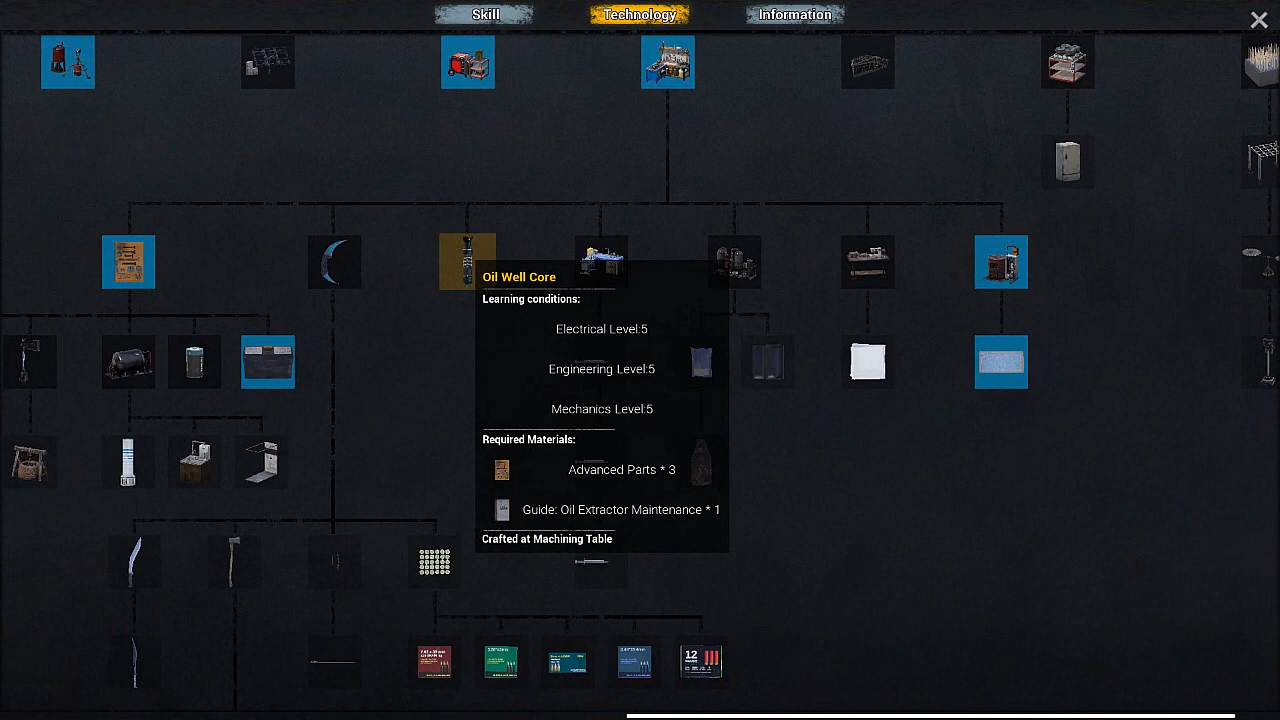 Skill
Technology
Information
Oil Well Core
Learning conditions:
Electrical Level:5
Engineering Level:5
Mechanics Level:5
Required Materials:
Advanced Parts * 3
Guide: Oil Extractor Maintenance * 1
Crafted at Machining Table
12